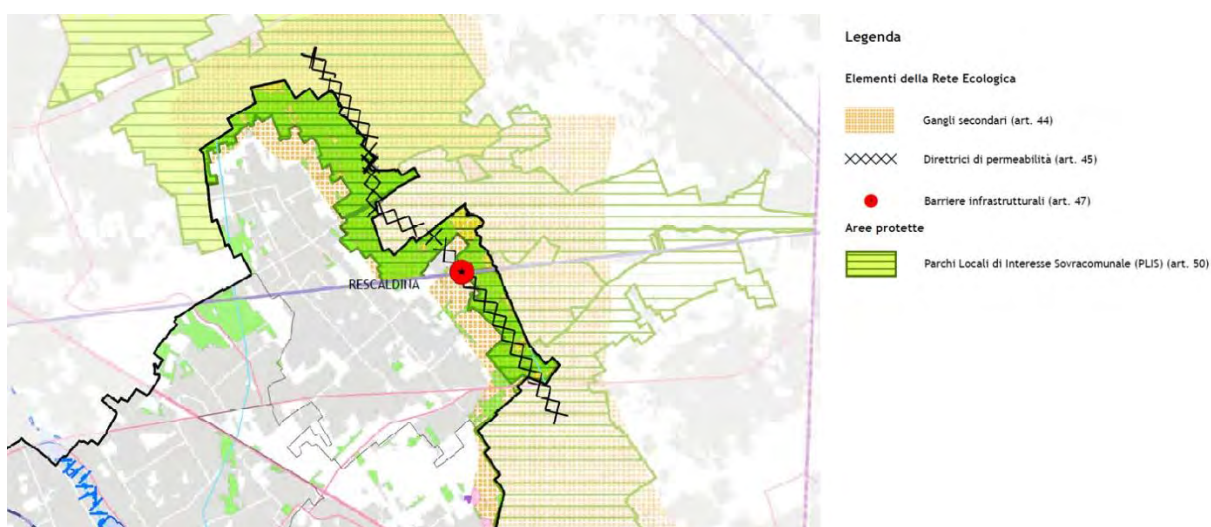 RESCALDINA
Legenda
Elementi della Rete Ecologica
Gangli secondari (art. 44)
Direttrici di permeabilità (art. 45)
Barriere infrastrutturali (art. 47)
Aree protette
Parchi Locali di Interesse Sovracomunale (PLIS) (art. 50)